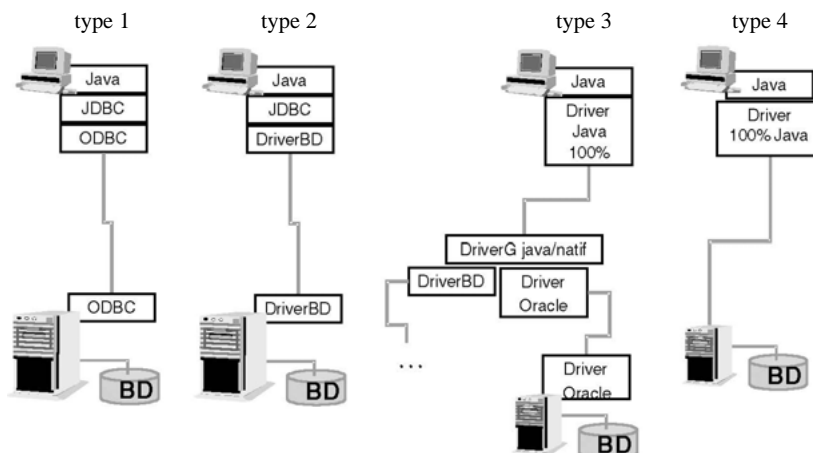 type 1
type 2
type 3
type 4
Java
JDBC
ODBC
ODBC
BD
Java
JDBC
DriverBD
DriverBD
BD
Java
Driver
Java
100%
DriverG java/natif
DriverBD
Driver
Oracle
...
Driver
Oracle
BD
Java
Driver
100% Java
BD